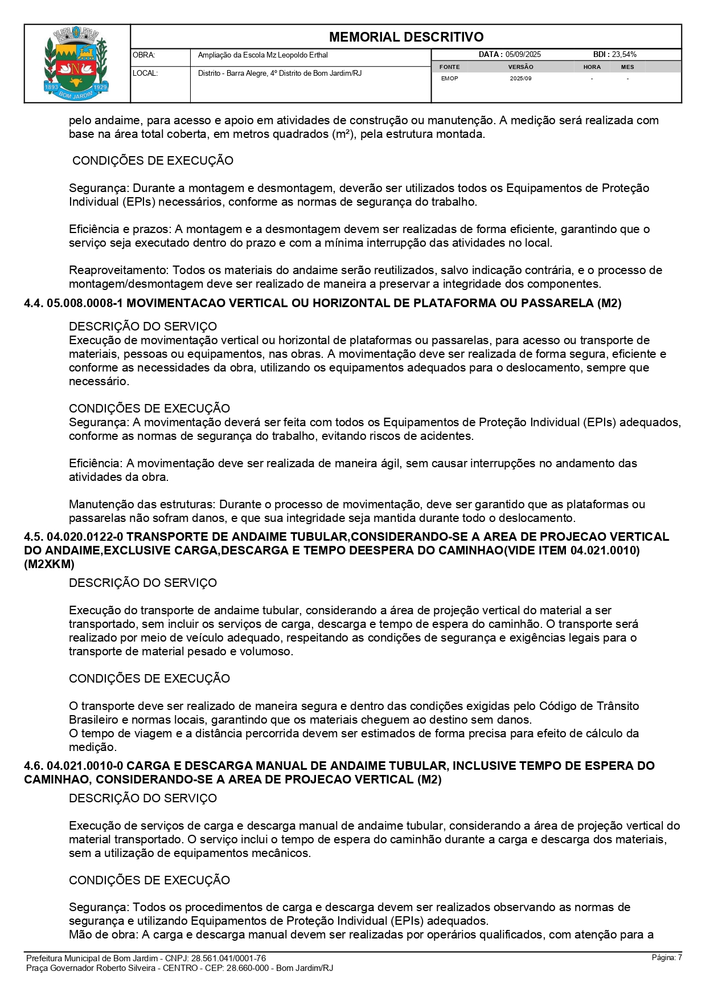 MEMORIAL DESCRITIVO
OBRA:
Ampliação da Escola Mz Leopoldo Erthal
LOCAL:
Distrito - Barra Alegre, 4º Distrito de Bom Jardim/RJ
DATA : 05/09/2025 BDI : 23,54%
FONTE VERSÃO HORA MES
EMOP 2025/09 - -
N
1893 1929
BOM JARDIM
pelo andaime, para acesso e apoio em atividades de construção ou manutenção. A medição será realizada com
base na área total coberta, em metros quadrados (m²), pela estrutura montada.
CONDIÇÕES DE EXECUÇÃO
Segurança: Durante a montagem e desmontagem, deverão ser utilizados todos os Equipamentos de Proteção
Individual (EPIs) necessários, conforme as normas de segurança do trabalho.
Eficiência e prazos: A montagem e a desmontagem devem ser realizadas de forma eficiente, garantindo que o
serviço seja executado dentro do prazo e com a mínima interrupção das atividades no local.
Reaproveitamento: Todos os materiais do andaime serão reutilizados, salvo indicação contrária, e o processo de
montagem/desmontagem deve ser realizado de maneira a preservar a integridade dos componentes.
4.4. 05.008.0008-1 MOVIMENTACAO VERTICAL OU HORIZONTAL DE PLATAFORMA OU PASSARELA (M2)
DESCRIÇÃO DO SERVIÇO
Execução de movimentação vertical ou horizontal de plataformas ou passarelas, para acesso ou transporte de
materiais, pessoas ou equipamentos, nas obras. A movimentação deve ser realizada de forma segura, eficiente e
conforme as necessidades da obra, utilizando os equipamentos adequados para o deslocamento, sempre que
necessário.
CONDIÇÕES DE EXECUÇÃO
Segurança: A movimentação deverá ser feita com todos os Equipamentos de Proteção Individual (EPIs) adequados,
conforme as normas de segurança do trabalho, evitando riscos de acidentes.
Eficiência: A movimentação deve ser realizada de maneira ágil, sem causar interrupções no andamento das
atividades da obra.
Manutenção das estruturas: Durante o processo de movimentação, deve ser garantido que as plataformas ou
passarelas não sofram danos, e que sua integridade seja mantida durante todo o deslocamento.
4.5. 04.020.0122-0 TRANSPORTE DE ANDAIME TUBULAR,CONSIDERANDO-SE A AREA DE PROJECAO VERTICAL
DO ANDAIME,EXCLUSIVE CARGA,DESCARGA E TEMPO DEESPERA DO CAMINHAO(VIDE ITEM 04.021.0010)
(M2XKM)
DESCRIÇÃO DO SERVIÇO
Execução do transporte de andaime tubular, considerando a área de projeção vertical do material a ser
transportado, sem incluir os serviços de carga, descarga e tempo de espera do caminhão. O transporte será
realizado por meio de veículo adequado, respeitando as condições de segurança e exigências legais para o
transporte de material pesado e volumoso.
CONDIÇÕES DE EXECUÇÃO
O transporte deve ser realizado de maneira segura e dentro das condições exigidas pelo Código de Trânsito
Brasileiro e normas locais, garantindo que os materiais cheguem ao destino sem danos.
O tempo de viagem e a distância percorrida devem ser estimados de forma precisa para efeito de cálculo da
medição.
4.6. 04.021.0010-0 CARGA E DESCARGA MANUAL DE ANDAIME TUBULAR, INCLUSIVE TEMPO DE ESPERA DO
CAMINHAO, CONSIDERANDO-SE A AREA DE PROJECAO VERTICAL (M2)
DESCRIÇÃO DO SERVIÇO
Execução de serviços de carga e descarga manual de andaime tubular, considerando a área de projeção vertical do
material transportado. O serviço inclui o tempo de espera do caminhão durante a carga e descarga dos materiais,
sem a utilização de equipamentos mecânicos.
CONDIÇÕES DE EXECUÇÃO
Segurança: Todos os procedimentos de carga e descarga devem ser realizados observando as normas de
segurança e utilizando Equipamentos de Proteção Individual (EPIs) adequados.
Mão de obra: A carga e descarga manual devem ser realizadas por operários qualificados, com atenção para a
Prefeitura Municipal de Bom Jardim - CNPJ: 28.561.041/0001-76
Praça Governador Roberto Silveira - CENTRO - CEP: 28.660-000 - Bom Jardim/RJ
Página: 7